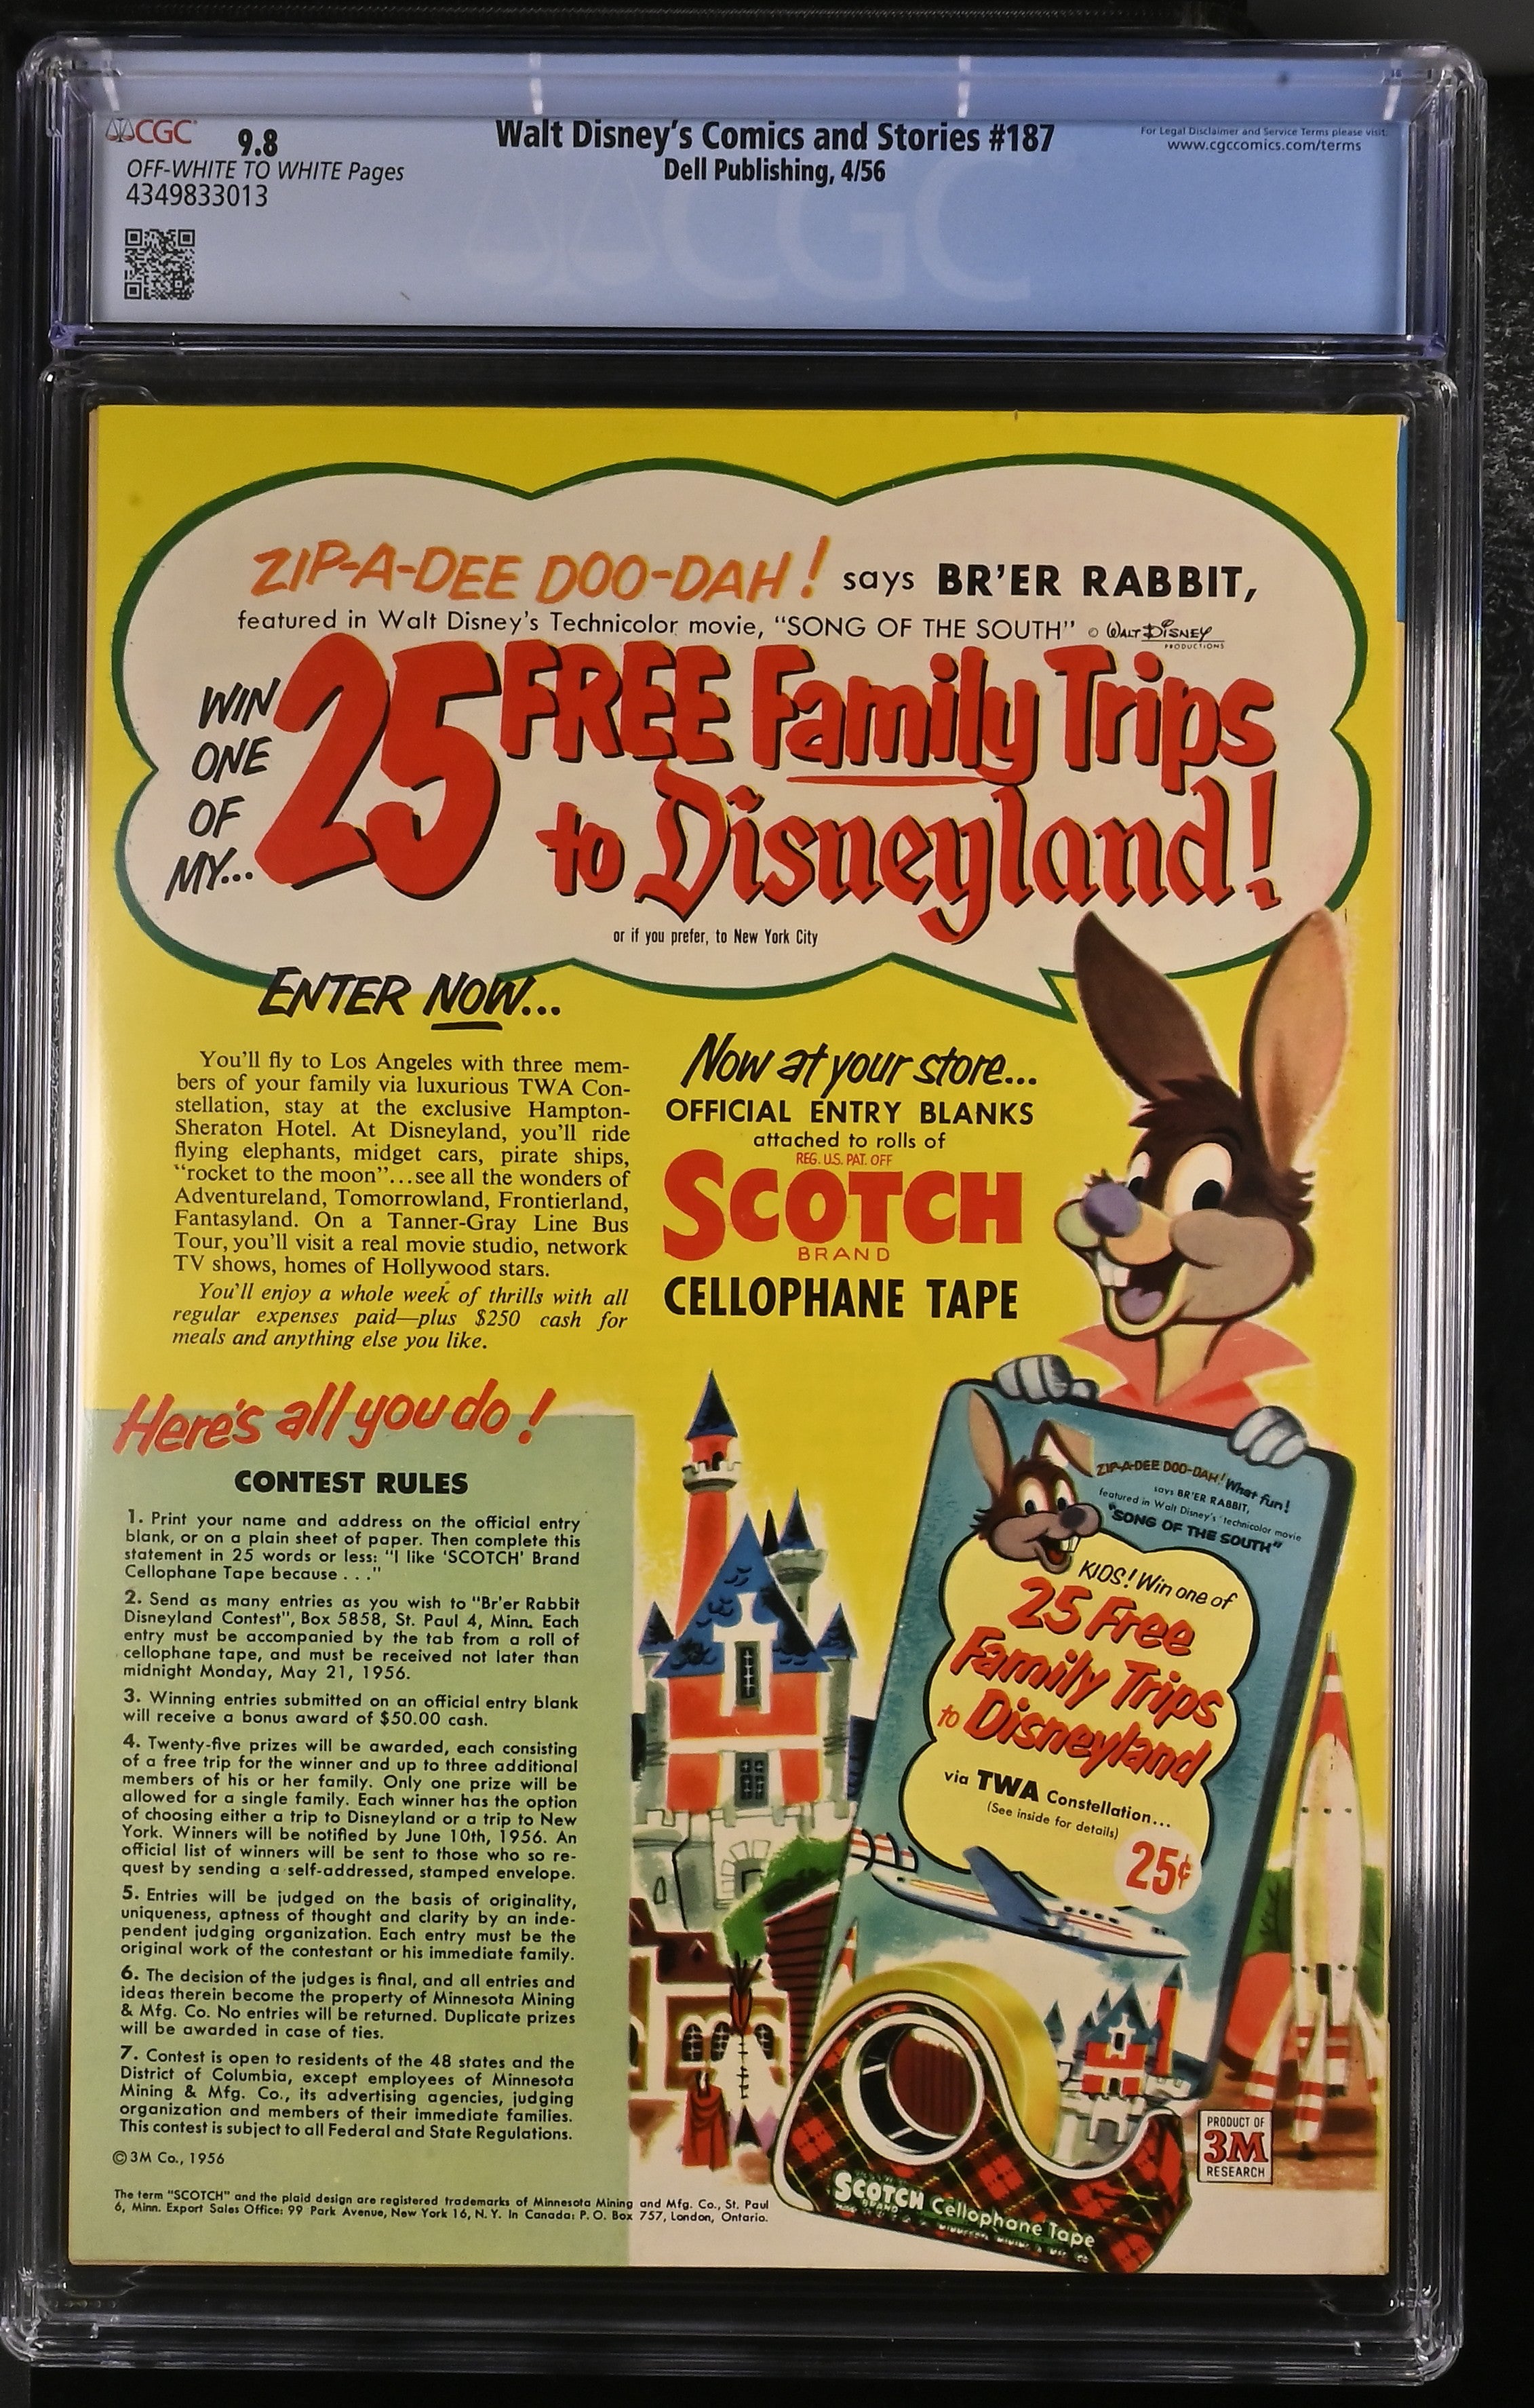 CGC
9.8
OFF-WHITE TO WHITE Pages
4349833013
Walt Disney's Comics and Stories #187
Dell Publishing, 4/56
For Legal Disclaimer and Service Terms please visit:
www.cgccomics.com/terms
CGC
ZIP-A-DEE DOO-DAH! says BR'ER RABBIT,
featured in Walt Disney's Technicolor movie, "SONG OF THE SOUTH" © WALT DISNEY
PRODUCTIONS
WIN
ONE
OF
MY...
25 FREE Family Trips
to Disneyland!
or if you prefer, to New York City
ENTER NOW...
You'll fly to Los Angeles with three mem-
bers of your family via luxurious TWA Con-
stellation, stay at the exclusive Hampton-
Sheraton Hotel. At Disneyland, you'll ride
flying elephants, midget cars, pirate ships,
"rocket to the moon"...see all the wonders of
Adventureland, Tomorrowland, Frontierland,
Fantasyland. On a Tanner-Gray Line Bus
Tour, you'll visit a real movie studio, network
TV shows, homes of Hollywood stars.
You'll enjoy a whole week of thrills with all
regular expenses paid—plus $250 cash for
meals and anything else you like.
Now at your store...
OFFICIAL ENTRY BLANKS
attached to rolls of
REG. U.S. PAT. OFF
SCOTCH
BRAND
CELLOPHANE TAPE
Here's all you do!
CONTEST RULES
1. Print your name and address on the official entry
blank, or on a plain sheet of paper. Then complete this
statement in 25 words or less: "I like 'SCOTCH' Brand
Cellophane Tape because . . ."
2. Send as many entries as you wish to "Br'er Rabbit
Disneyland Contest", Box 5858, St. Paul 4, Minn. Each
entry must be accompanied by the tab from a roll of
cellophane tape, and must be received not later than
midnight Monday, May 21, 1956.
3. Winning entries submitted on an official entry blank
will receive a bonus award of $50.00 cash.
4. Twenty-five prizes will be awarded, each consisting
of a free trip for the winner and up to three additional
members of his or her family. Only one prize will be
allowed for a single family. Each winner has the option
of choosing either a trip to Disneyland or a trip to New
York. Winners will be notified by June 10th, 1956. An
official list of winners will be sent to those who so re-
quest by sending a self-addressed, stamped envelope.
5. Entries will be judged on the basis of originality,
uniqueness, aptness of thought and clarity by an inde-
pendent judging organization. Each entry must be the
original work of the contestant or his immediate family.
6. The decision of the judges is final, and all entries and
ideas therein become the property of Minnesota Mining
& Mfg. Co. No entries will be returned. Duplicate prizes
will be awarded in case of ties.
7. Contest is open to residents of the 48 states and the
District of Columbia, except employees of Minnesota
Mining & Mfg. Co., its advertising agencies, judging
organization and members of their immediate families.
This contest is subject to all Federal and State Regulations.
© 3M Co., 1956
The term "SCOTCH" and the plaid design are registered trademarks of Minnesota Mining and Mfg. Co., St. Paul
6, Minn. Export Sales Office: 99 Park Avenue, New York 16, N. Y. In Canada: P. O. Box 757, London, Ontario.
ZIP-A-DEE DOO-DAH! What fun!
says BR'ER RABBIT,
featured in Walt Disney's technicolor movie
"SONG OF THE SOUTH"
KIDS! Win one of
25 Free
Family Trips
to Disneyland
via TWA Constellation...
(See inside for details)
25¢
SCOTCH Cellophane Tape
BRAND
PRODUCT OF
3M
RESEARCH